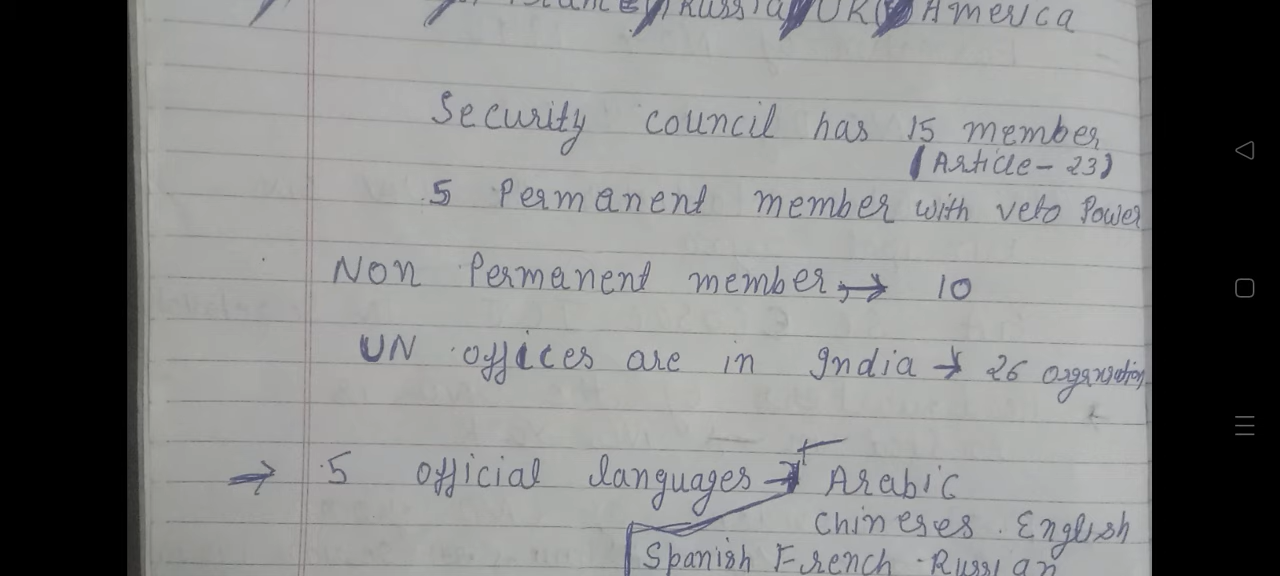 Russia UK America
Security council has 15 member
(Article - 23)
5 Permanent member with veto Power
Non Permanent member → 10
UN offices are in India → 26 organisation
→ 5 official languages → Arabic
Chineses . English
Spanish French - Russian